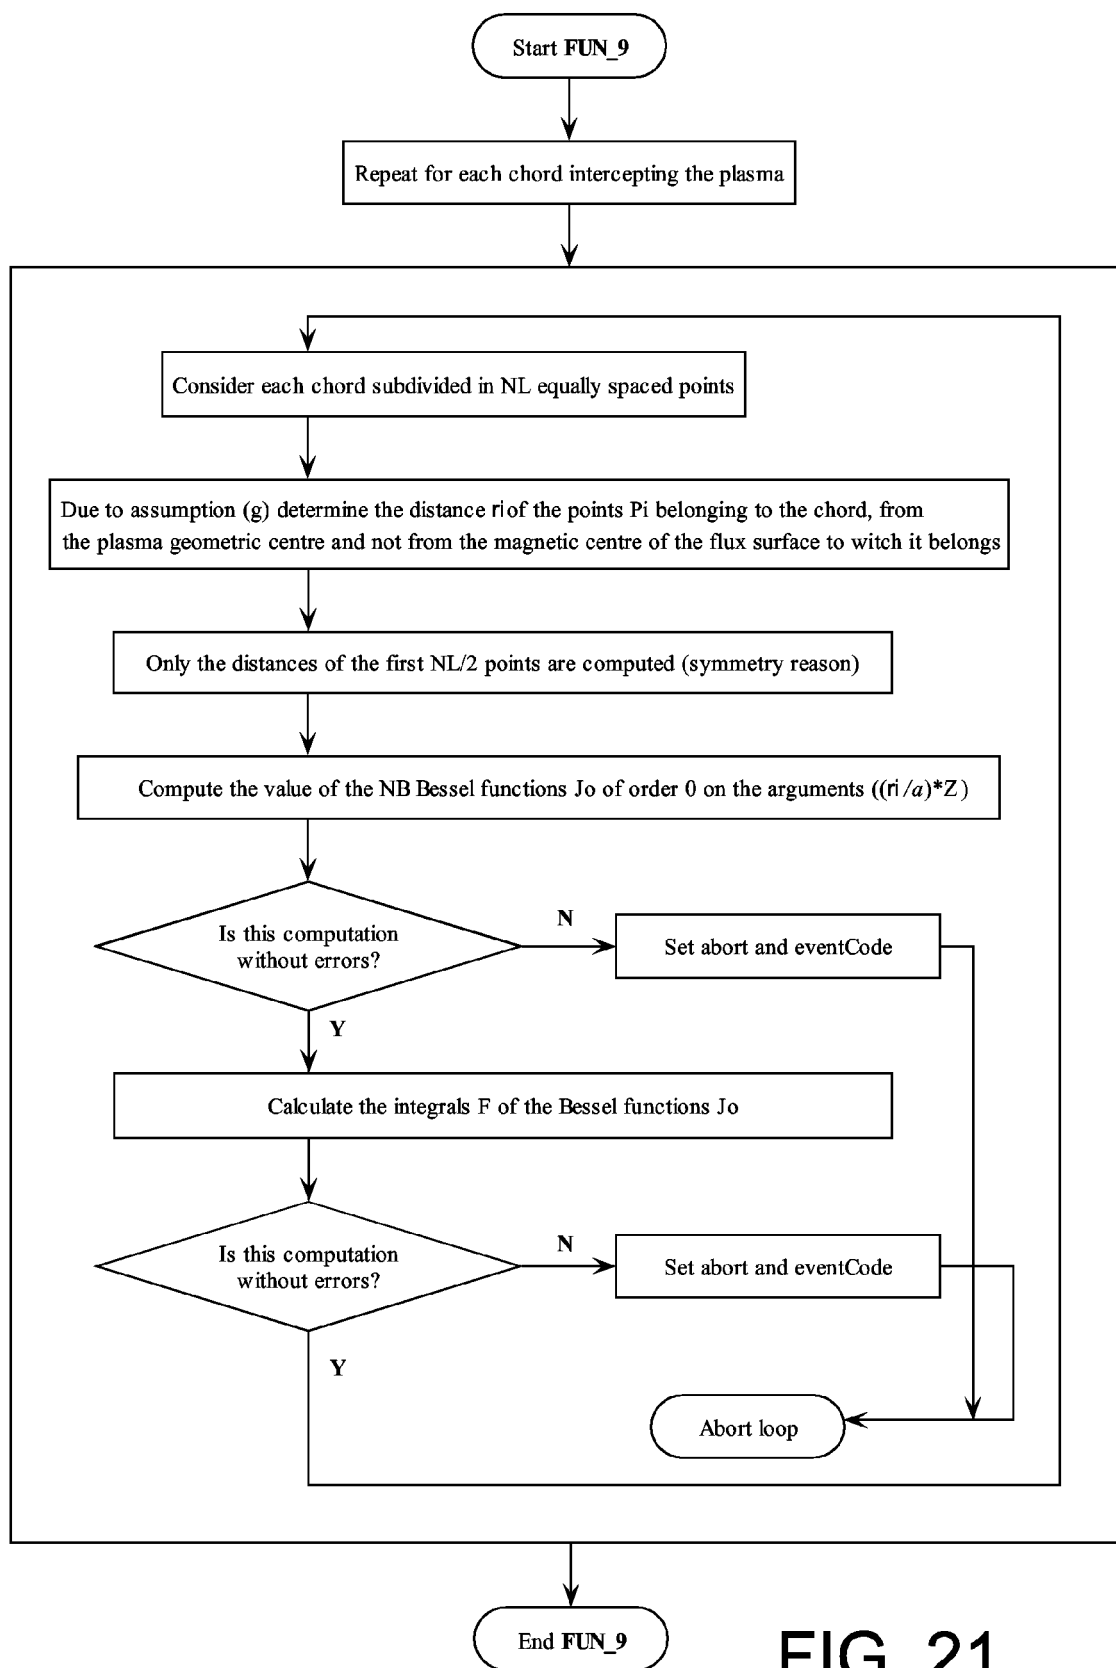 Start FUN_9
Repeat for each chord intercepting the plasma
Consider each chord subdivided in NL equally spaced points
Due to assumption (g) determine the distance ri of the points Pi belonging to the chord, from
the plasma geometric centre and not from the magnetic centre of the flux surface to witch it belongs
Only the distances of the first NL/2 points are computed (symmetry reason)
Compute the value of the NB Bessel functions Jo of order 0 on the arguments ((ri/a)*Z)
Is this computation
without errors?
N
Set abort and eventCode
Y
Calculate the integrals F of the Bessel functions Jo
Is this computation
without errors?
N
Set abort and eventCode
Y
Abort loop
End FUN_9
FIG. 21